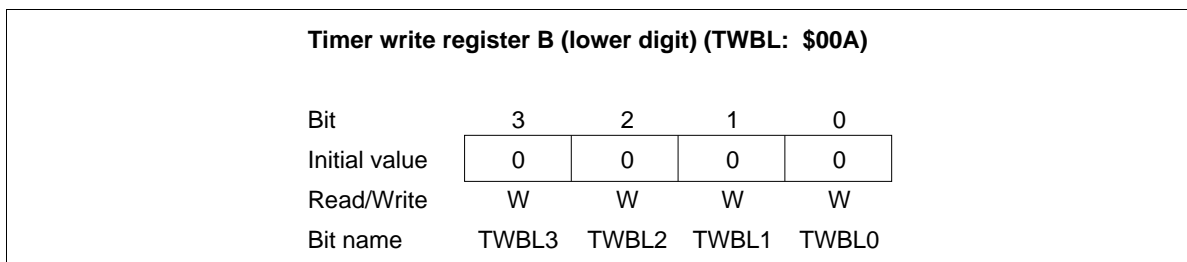 Timer write register B (lower digit) (TWBL: $00A)
Bit 3 2 1 0
Initial value 0 0 0 0
Read/Write W W W W
Bit name TWBL3 TWBL2 TWBL1 TWBL0